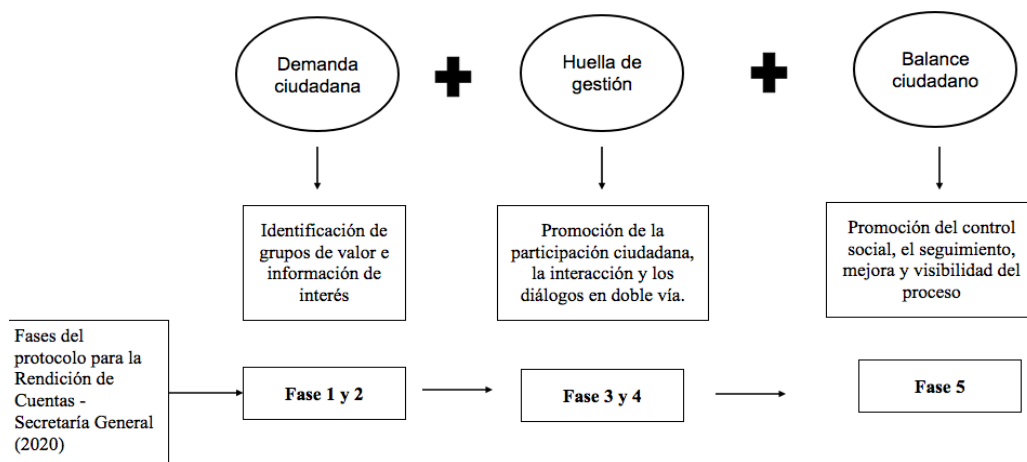 Demanda
ciudadana
Huella de
gestión
Balance
ciudadano
Identificación de
grupos de valor e
información de
interés
Promoción de la
participación ciudadana,
la interacción y los
diálogos en doble vía.
Promoción del control
social, el seguimiento,
mejora y visibilidad del
proceso
Fases del
protocolo para la
Rendición de
Cuentas -
Secretaría General
(2020)
Fase 1 y 2
Fase 3 y 4
Fase 5